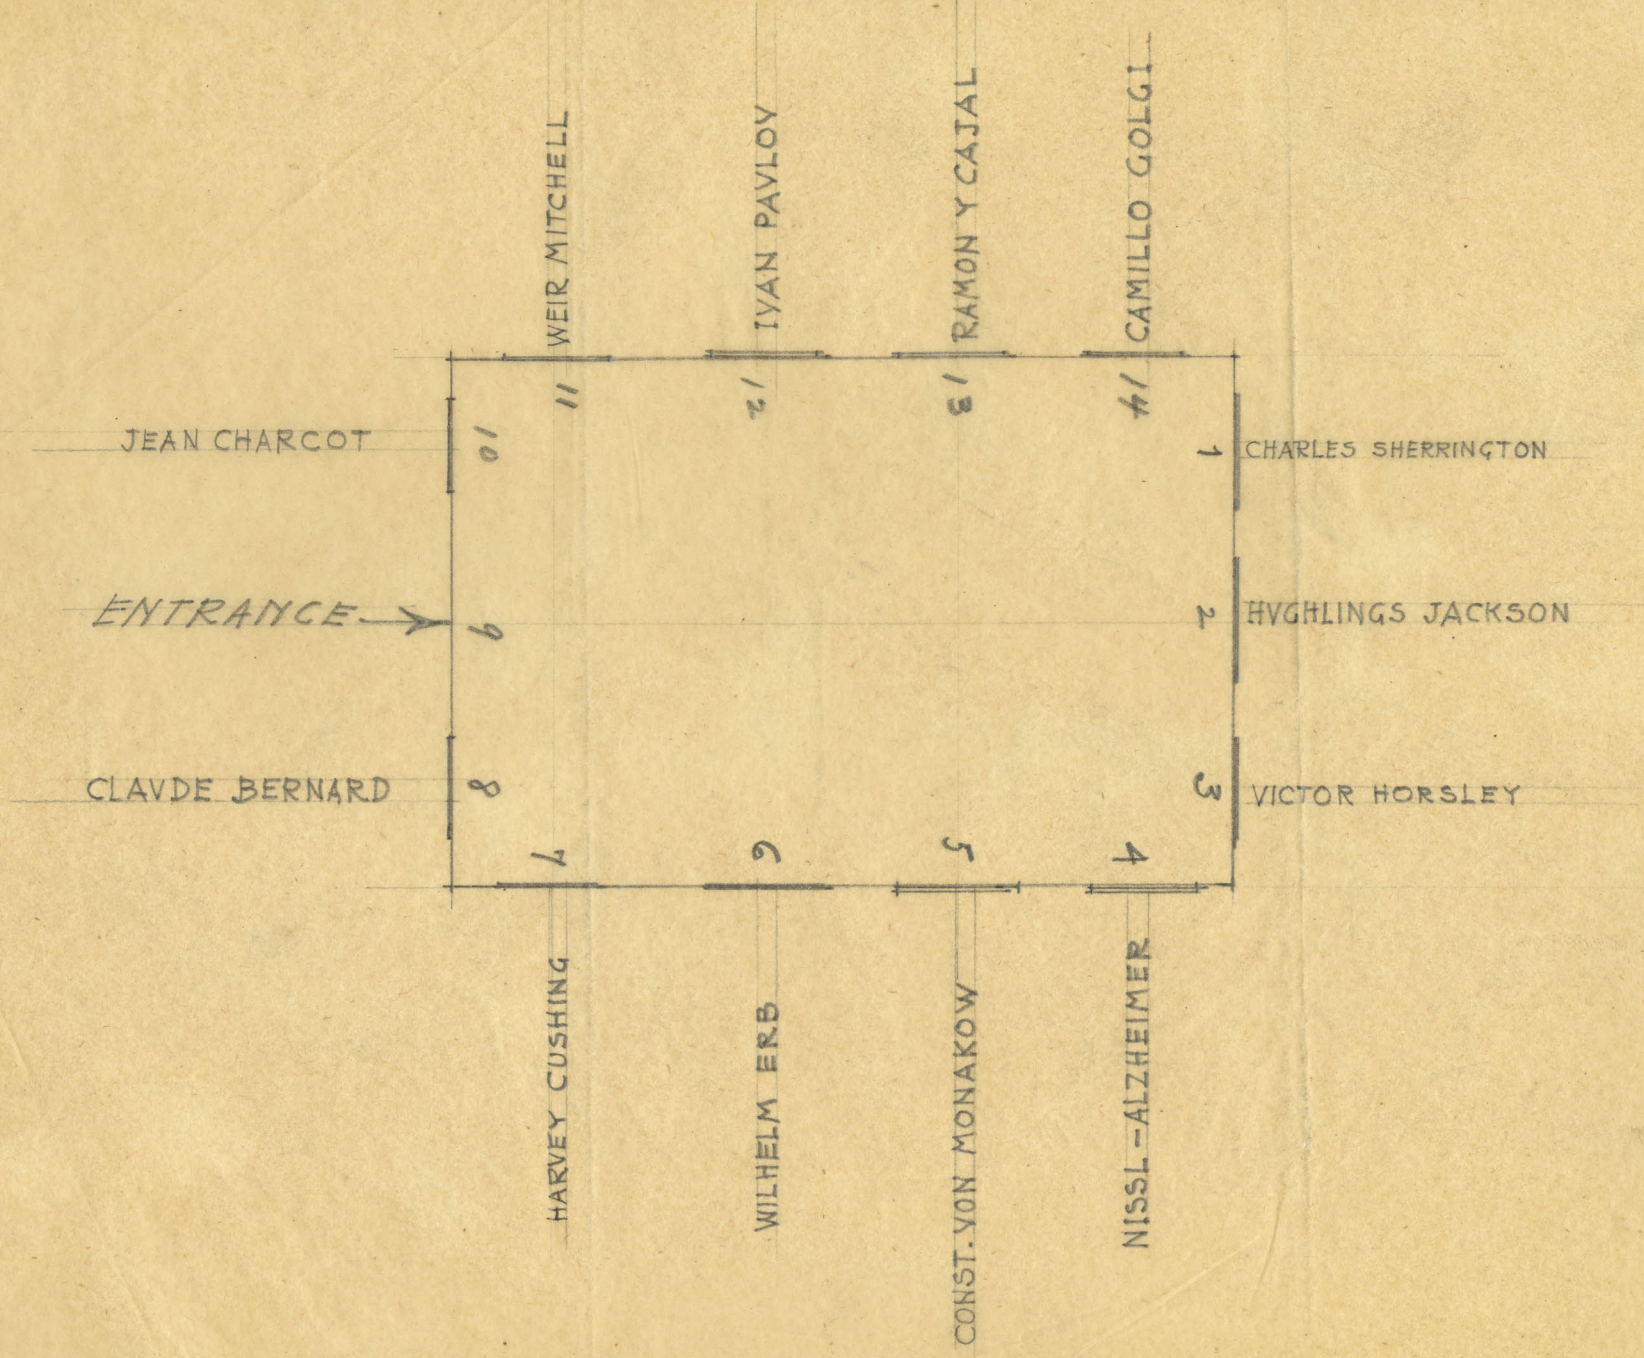 WEIR MITCHELL
IVAN PAVLOV
RAMON Y CAJAL
CAMILLO GOLGI
11
12
13
14
JEAN CHARCOT
10
1
CHARLES SHERRINGTON
ENTRANCE
9
2
HVGHLINGS JACKSON
CLAVDE BERNARD
8
3
VICTOR HORSLEY
7
6
5
4
HARVEY CUSHING
WILHELM ERB
CONST. VON MONAKOW
NISSL-ALZHEIMER